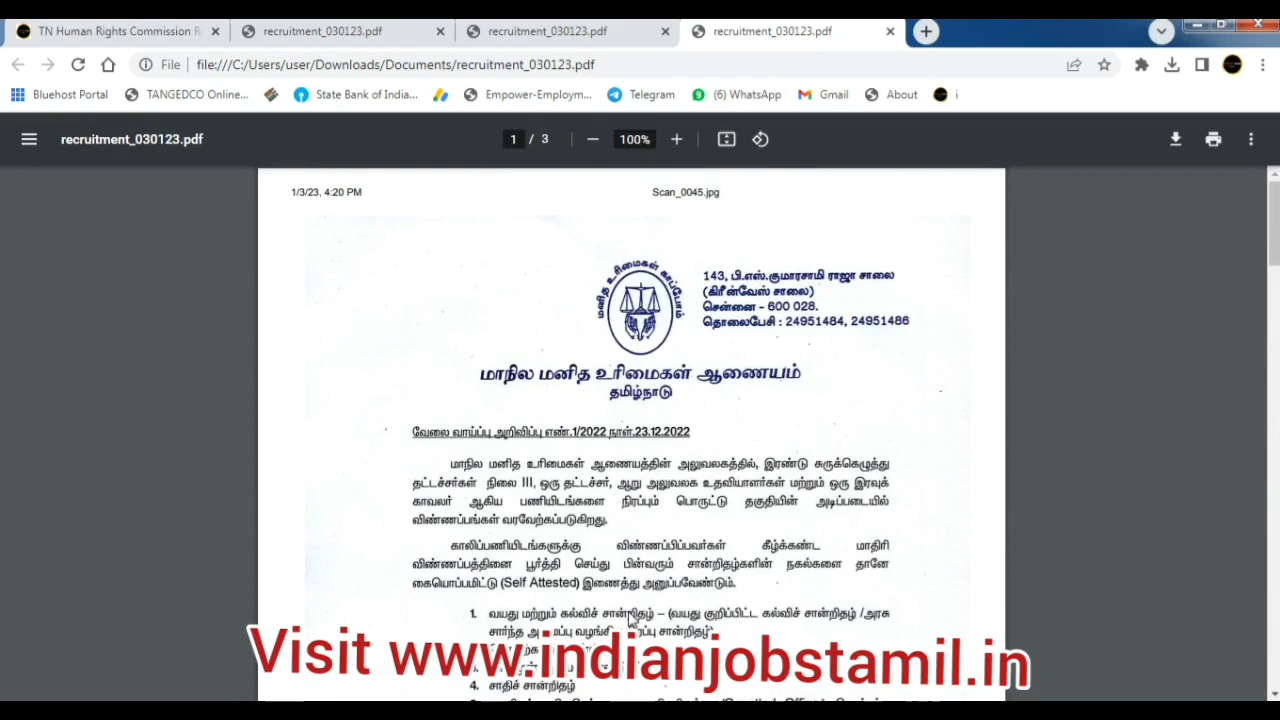 TN Human Rights Commission R
recruitment_030123.pdf
recruitment_030123.pdf
recruitment_030123.pdf
File
file:///C:/Users/user/Downloads/Documents/recruitment_030123.pdf
Bluehost Portal
TANGEDCO Online...
State Bank of India...
Empower-Employm...
Telegram
(6) WhatsApp
Gmail
About
i
recruitment_030123.pdf
1 / 3
100%
1/3/23, 4:20 PM
Scan_0045.jpg
மனித உரிமைகள் காப்போம்
143, பி.எஸ்.குமாரசாமி ராஜா சாலை
(கிரீன்வேஸ் சாலை)
சென்னை – 600 028.
தொலைபேசி : 24951484, 24951486
மாநில மனித உரிமைகள் ஆணையம்
தமிழ்நாடு
வேலை வாய்ப்பு அறிவிப்பு எண்.1/2022 நாள்.23.12.2022
மாநில மனித உரிமைகள் ஆணையத்தின் அலுவலகத்தில், இரண்டு சுருக்கெழுத்து
தட்டச்சர்கள் நிலை III, ஒரு தட்டச்சர், ஆறு அலுவலக உதவியாளர்கள் மற்றும் ஒரு இரவுக்
காவலர் ஆகிய பணியிடங்களை நிரப்பும் பொருட்டு தகுதியின் அடிப்படையில்
விண்ணப்பங்கள் வரவேற்கப்படுகிறது.
காலிப்பணியிடங்களுக்கு விண்ணப்பிப்பவர்கள் கீழ்க்கண்ட மாதிரி
விண்ணப்பத்தினை பூர்த்தி செய்து பின்வரும் சான்றிதழ்களின் நகல்களை தானே
கையொப்பமிட்டு (Self Attested) இணைத்து அனுப்பவேண்டும்.
1. வயது மற்றும் கல்விச் சான்றிதழ் – (வயது குறிப்பிட்ட கல்விச் சான்றிதழ் /அரசு
சார்ந்த சான்றிதழ்)
Visit www.indianjobstamil.in
4. சாதிச் சான்றிதழ்